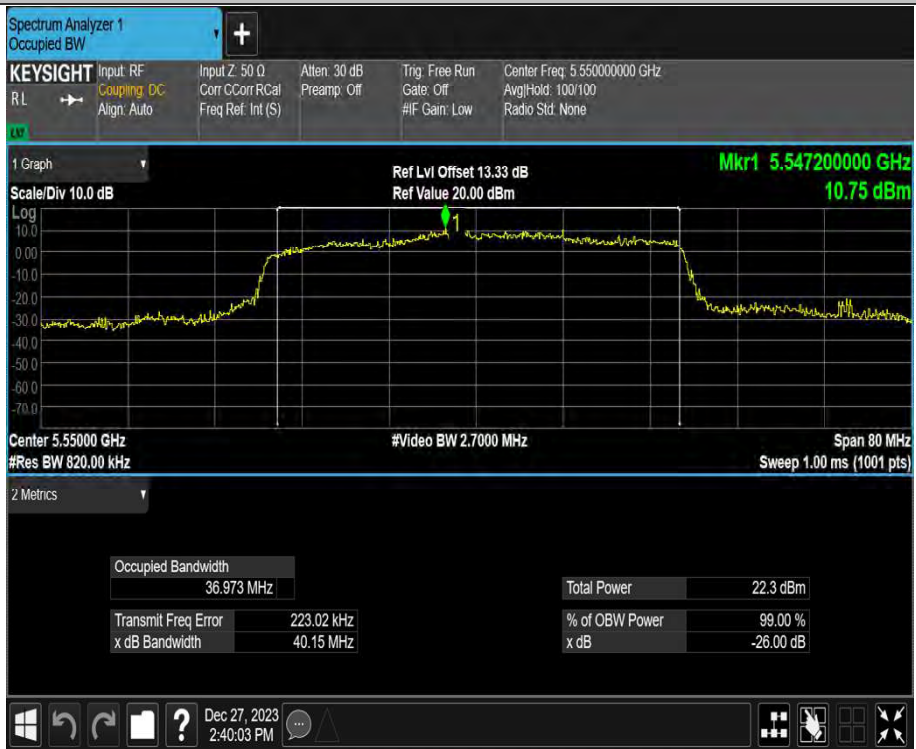 Spectrum Analyzer 1
Occupied BW
+
KEYSIGHT
RL
Input: RF
Coupling: DC
Align: Auto
Input Z: 50 Ω
Corr CCorr RCal
Freq Ref: Int (S)
Atten: 30 dB
Preamp: Off
Trig: Free Run
Gate: Off
#IF Gain: Low
Center Freq: 5.550000000 GHz
Avg|Hold: 100/100
Radio Std: None
1 Graph
Scale/Div 10.0 dB
Ref Lvl Offset 13.33 dB
Ref Value 20.00 dBm
Mkr1 5.547200000 GHz
10.75 dBm
Log
10.0
0.00
-10.0
-20.0
-30.0
-40.0
-50.0
-60.0
-70.0
1
Center 5.55000 GHz
#Res BW 820.00 kHz
#Video BW 2.7000 MHz
Span 80 MHz
Sweep 1.00 ms (1001 pts)
2 Metrics
Occupied Bandwidth
36.973 MHz
Total Power 22.3 dBm
Transmit Freq Error 223.02 kHz
% of OBW Power 99.00 %
x dB Bandwidth 40.15 MHz
x dB -26.00 dB
?
Dec 27, 2023
2:40:03 PM